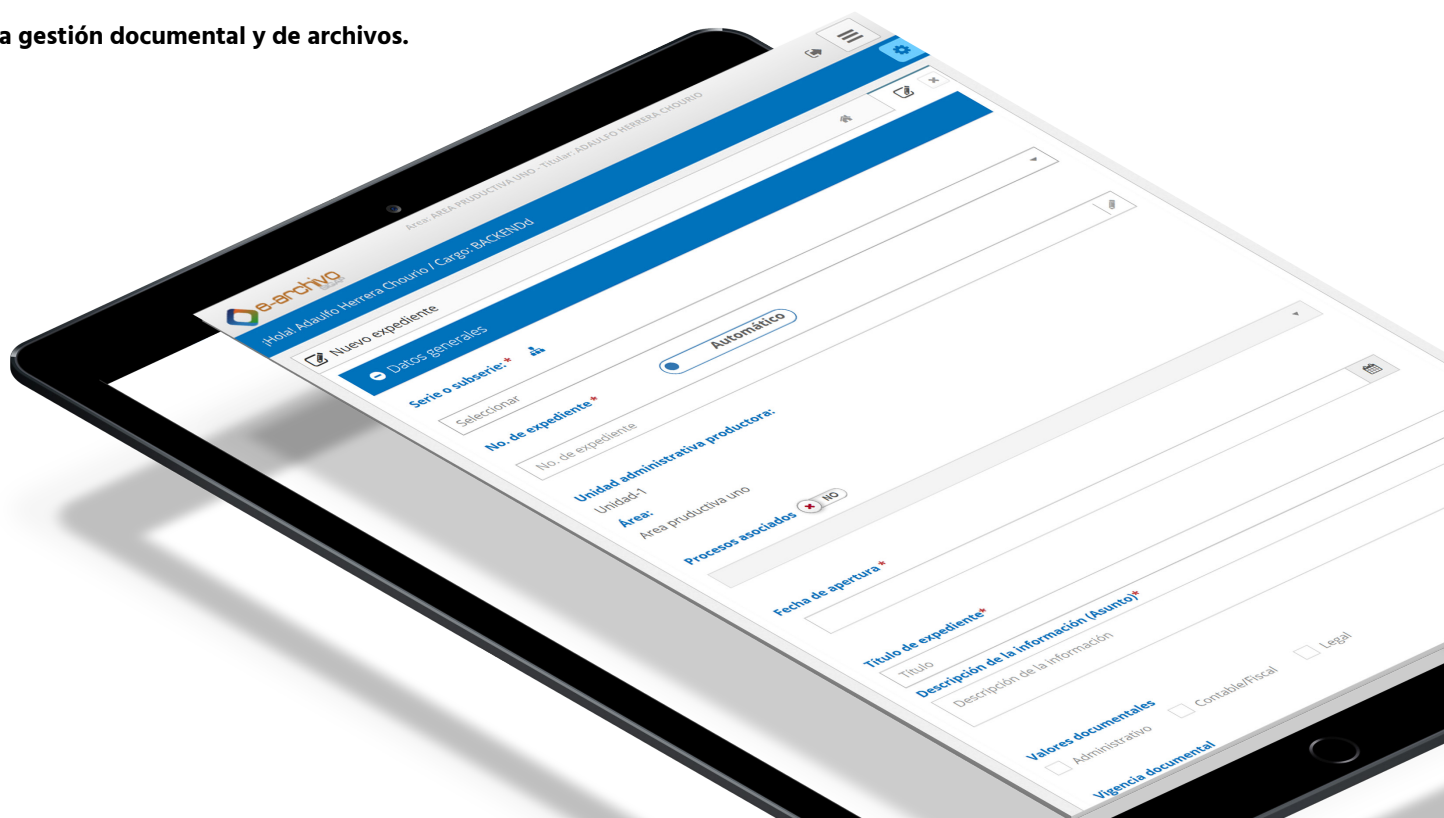 a gestión documental y de archivos.
Area: AREA PRUDUCTIVA UNO - Titular: ADAULFO HERRERA CHOURIO
e-archivo
¡Hola! Adaulfo Herrera Chourio / Cargo: BACKENDd
Nuevo expediente
Datos generales
Serie o subserie:*
Seleccionar
No. de expediente*
Automático
No. de expediente
Unidad administrativa productora:
Unidad-1
Área:
Area pruductiva uno
Procesos asociados
NO
Fecha de apertura*
Título de expediente*
Título
Descripción de la información (Asunto)*
Descripción de la información
Valores documentales
Administrativo
Contable/Fiscal
Legal
Vigencia documental